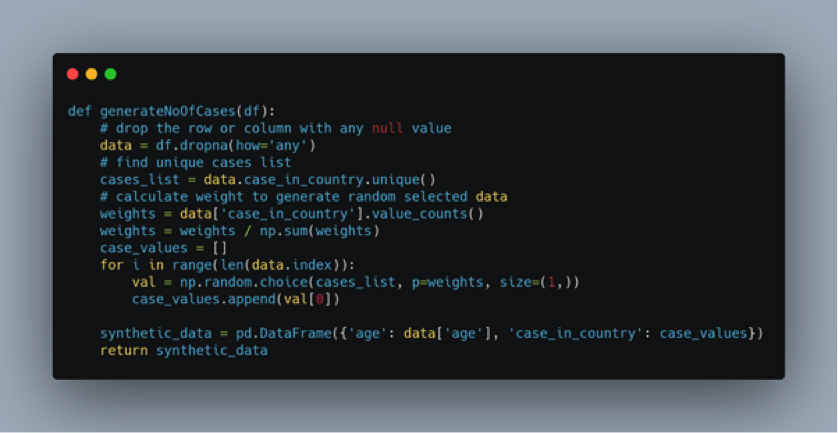 def generateNoOfCases(df):
    # drop the row or column with any null value
    data = df.dropna(how='any')
    # find unique cases list
    cases_list = data.case_in_country.unique()
    # calculate weight to generate random selected data
    weights = data['case_in_country'].value_counts()
    weights = weights / np.sum(weights)
    case_values = []
    for i in range(len(data.index)):
        val = np.random.choice(cases_list, p=weights, size=(1,))
        case_values.append(val[0])
    synthetic_data = pd.DataFrame({'age': data['age'], 'case_in_country': case_values})
    return synthetic_data